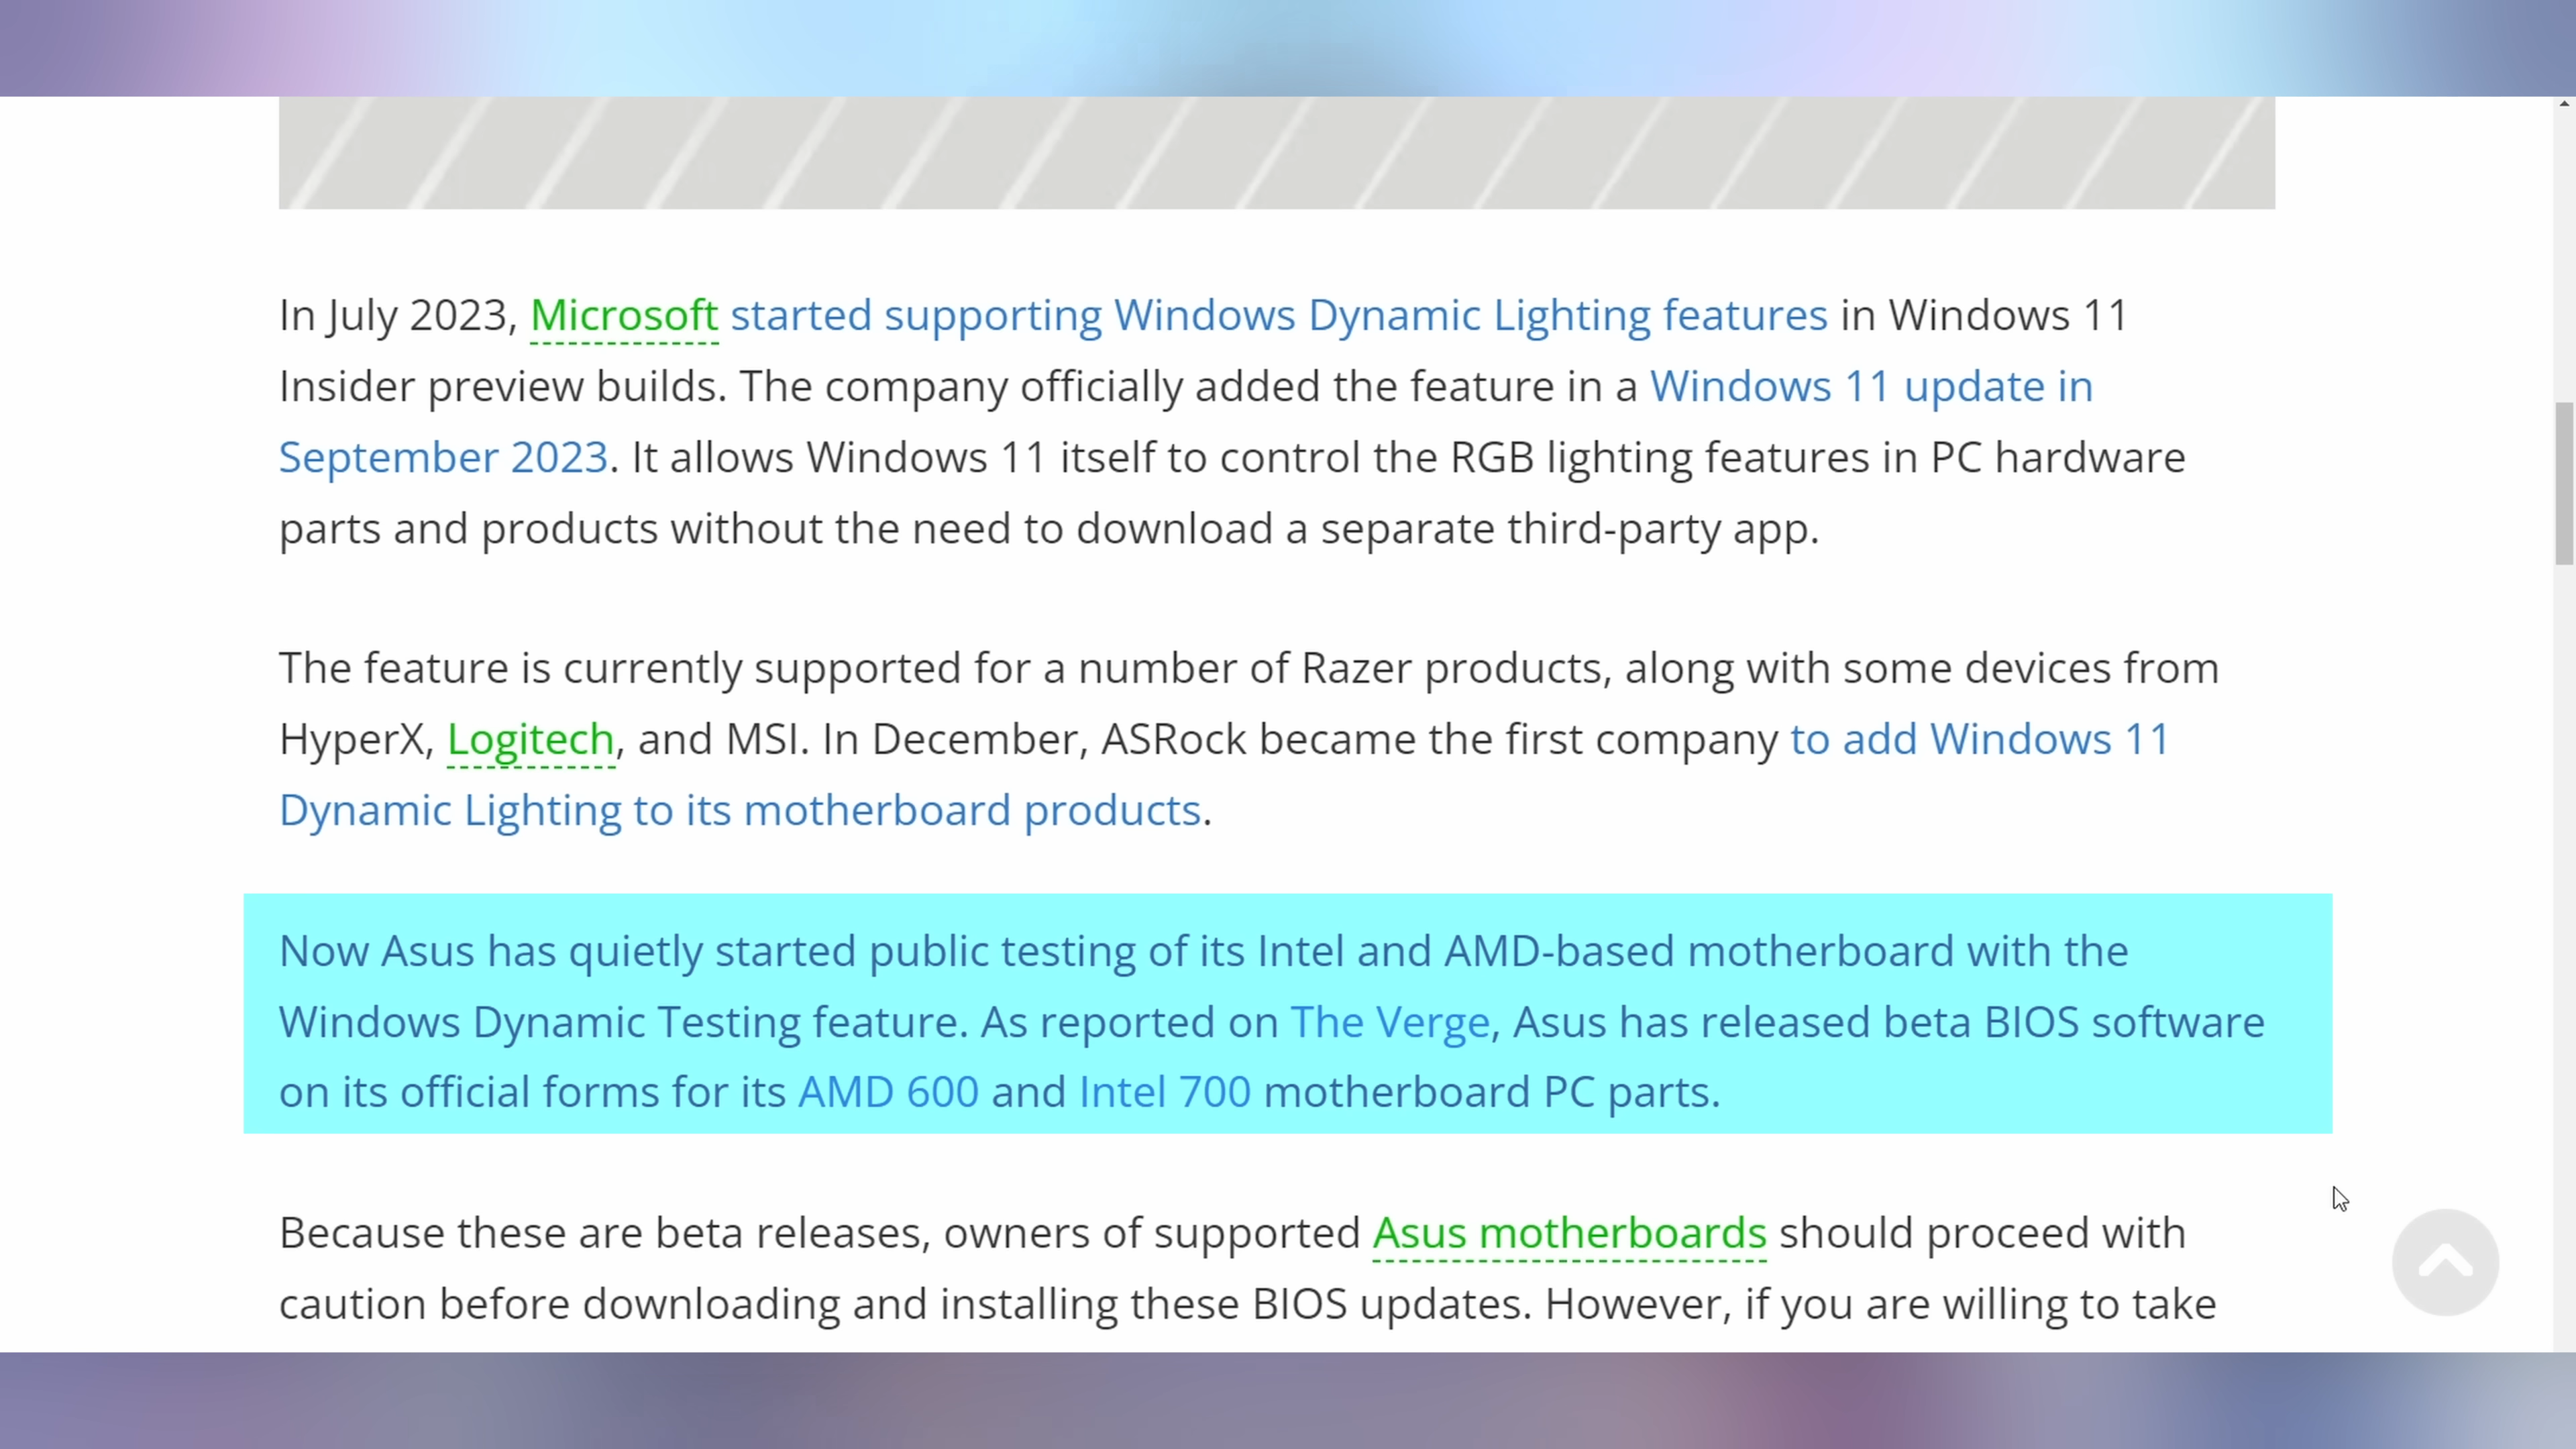 In July 2023, Microsoft started supporting Windows Dynamic Lighting features in Windows 11
Insider preview builds. The company officially added the feature in a Windows 11 update in
September 2023. It allows Windows 11 itself to control the RGB lighting features in PC hardware
parts and products without the need to download a separate third-party app.
The feature is currently supported for a number of Razer products, along with some devices from
HyperX, Logitech, and MSI. In December, ASRock became the first company to add Windows 11
Dynamic Lighting to its motherboard products.
Now Asus has quietly started public testing of its Intel and AMD-based motherboard with the
Windows Dynamic Testing feature. As reported on The Verge, Asus has released beta BIOS software
on its official forms for its AMD 600 and Intel 700 motherboard PC parts.
Because these are beta releases, owners of supported Asus motherboards should proceed with
caution before downloading and installing these BIOS updates. However, if you are willing to take